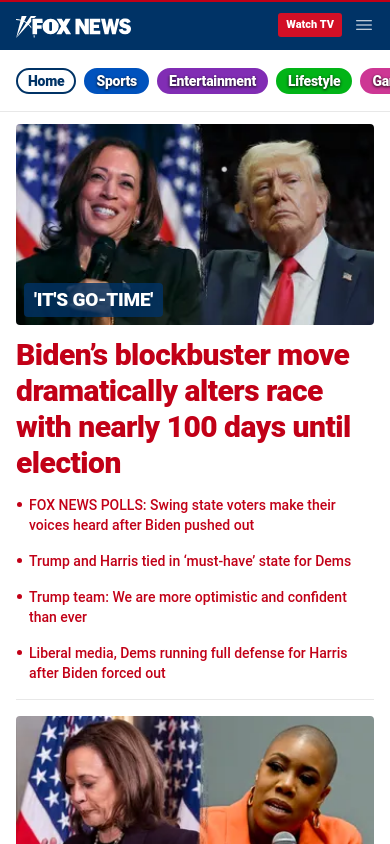 FOX NEWS
Watch TV
Home
Sports
Entertainment
Lifestyle
'IT'S GO-TIME'
Biden’s blockbuster move
dramatically alters race
with nearly 100 days until
election
FOX NEWS POLLS: Swing state voters make their
voices heard after Biden pushed out
Trump and Harris tied in ‘must-have’ state for Dems
Trump team: We are more optimistic and confident
than ever
Liberal media, Dems running full defense for Harris
after Biden forced out